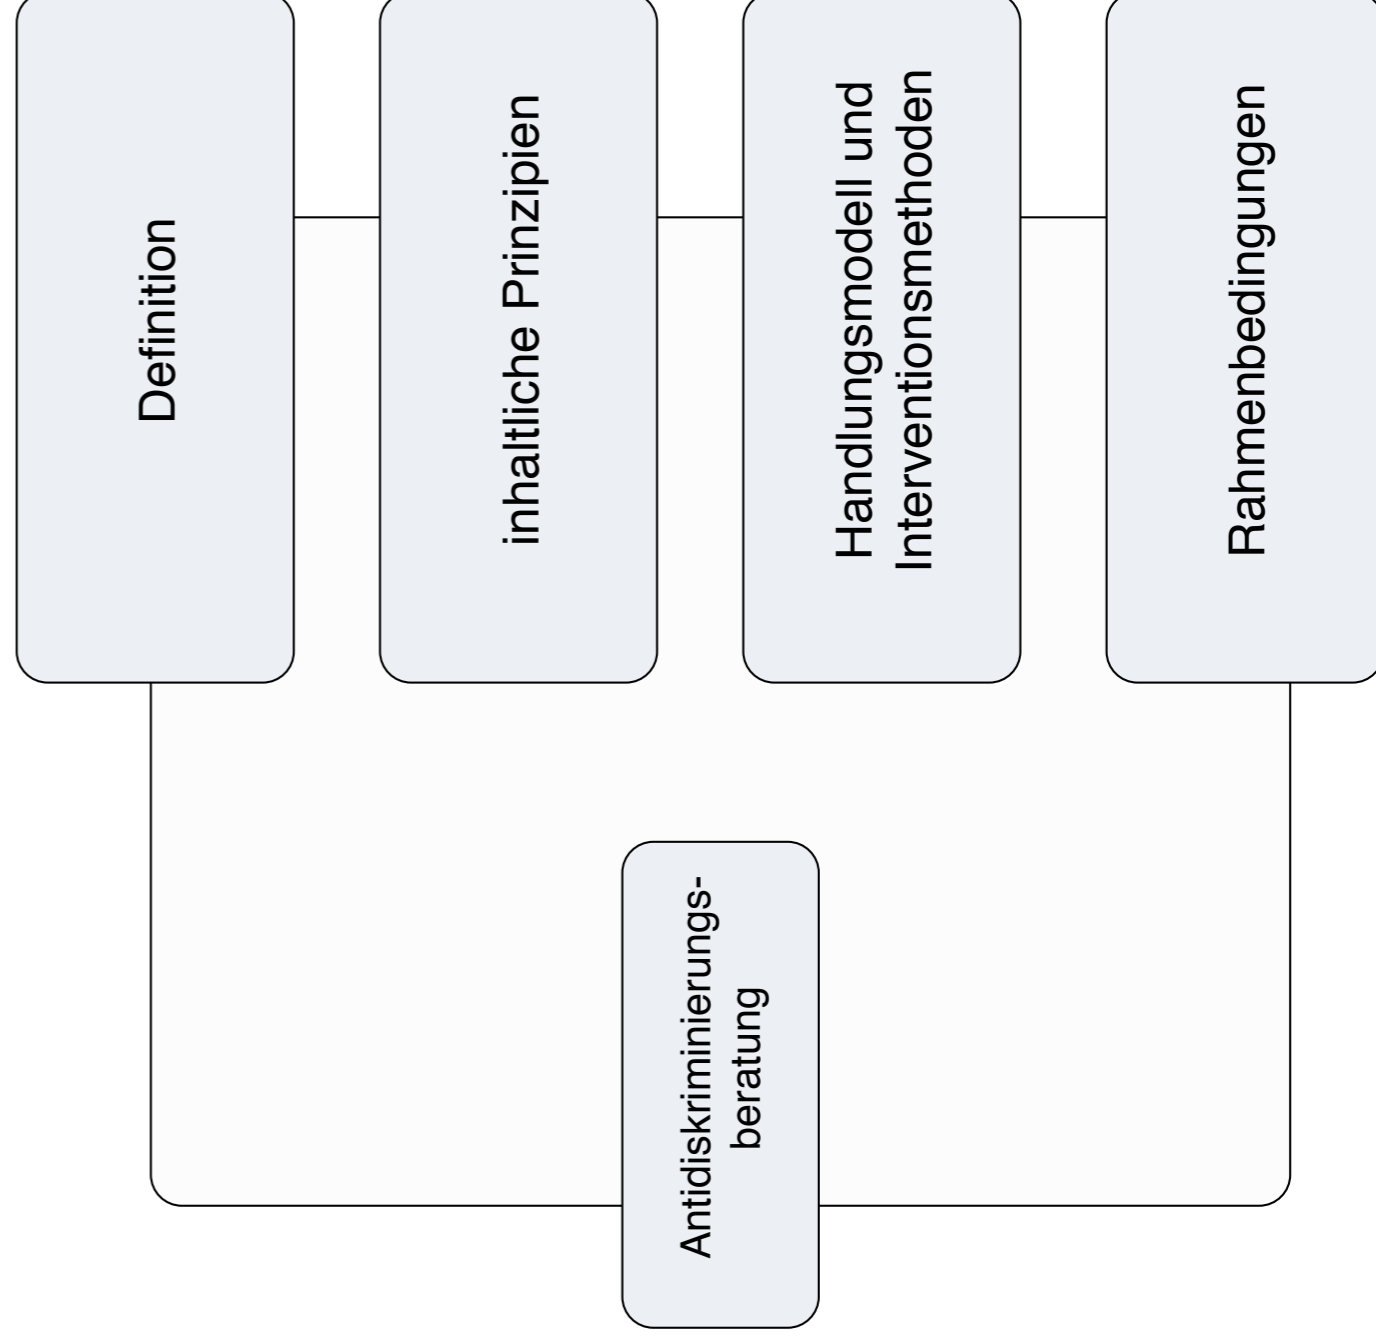 Antidiskriminierungs-
beratung
Definition
inhaltliche Prinzipien
Handlungsmodell und
Interventionsmethoden
Rahmenbedingungen